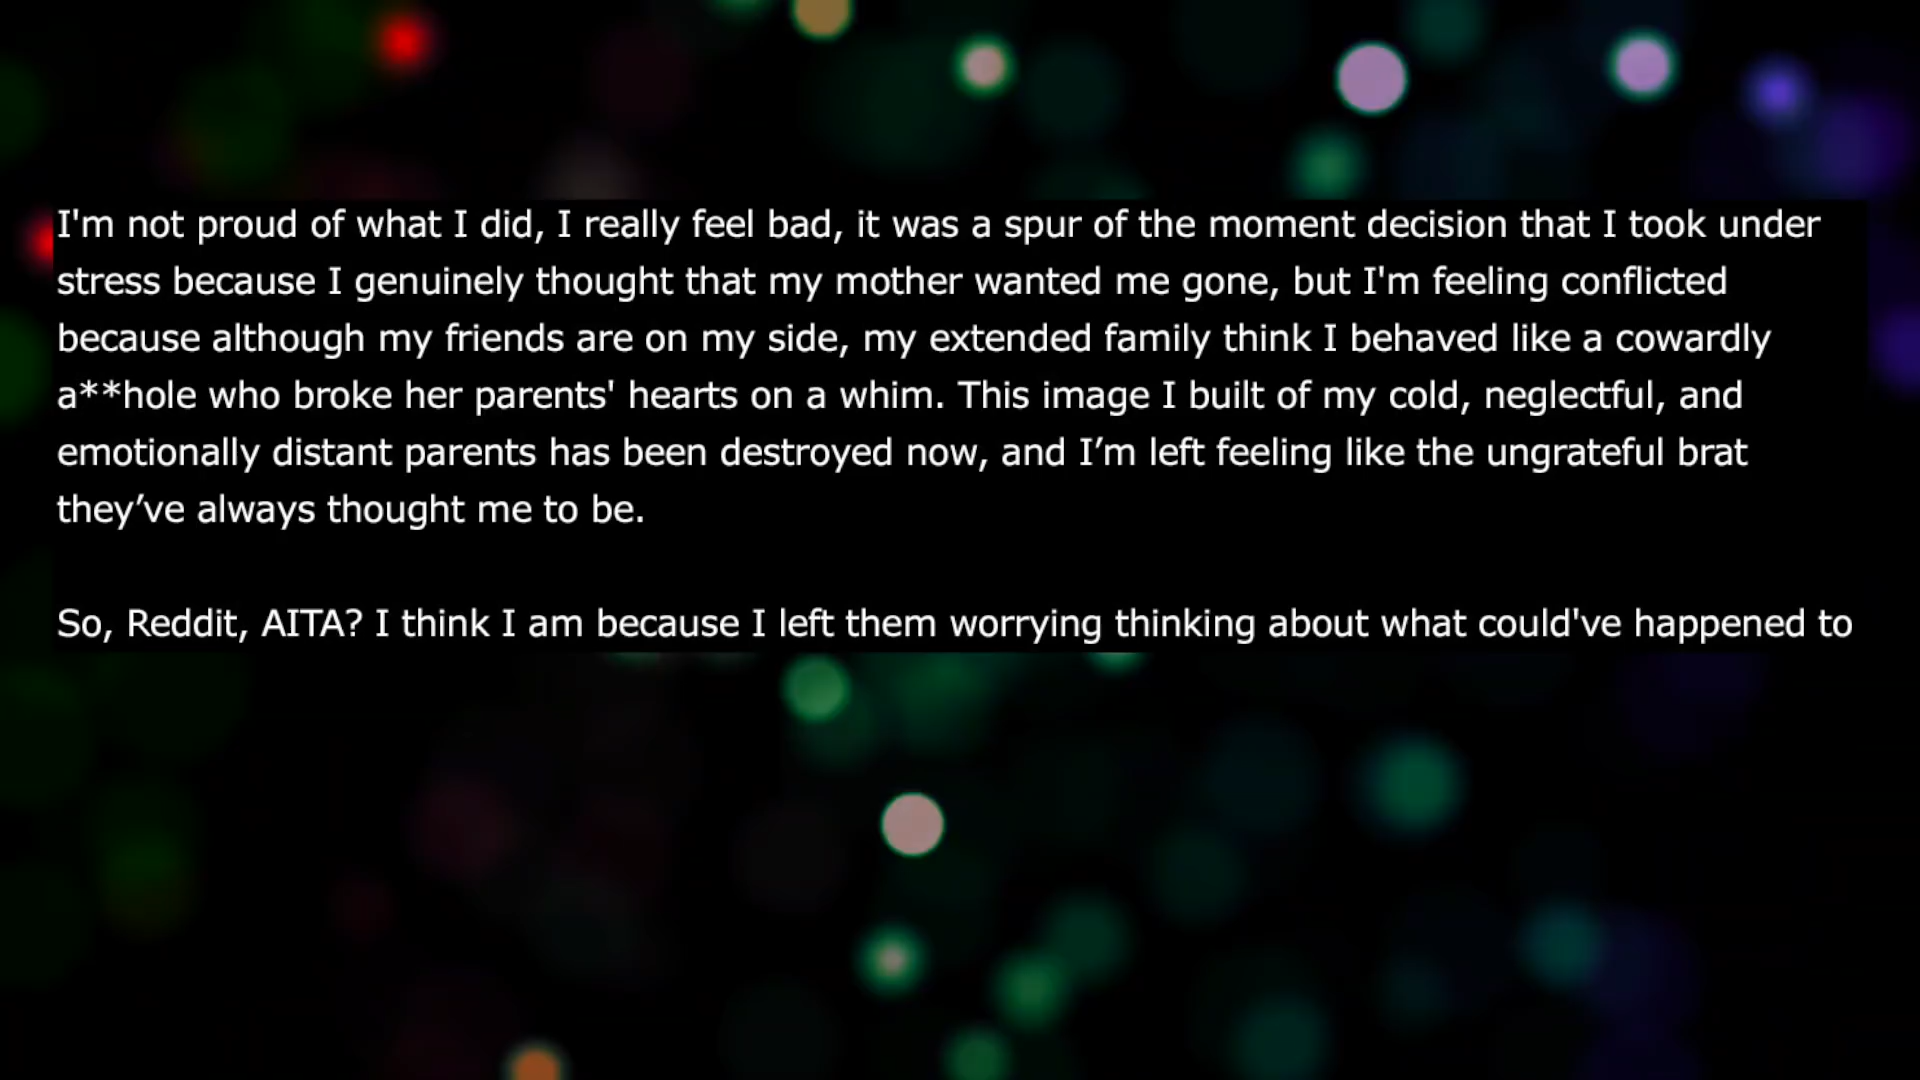 I'm not proud of what I did, I really feel bad, it was a spur of the moment decision that I took under
stress because I genuinely thought that my mother wanted me gone, but I'm feeling conflicted
because although my friends are on my side, my extended family think I behaved like a cowardly
a**hole who broke her parents' hearts on a whim. This image I built of my cold, neglectful, and
emotionally distant parents has been destroyed now, and I’m left feeling like the ungrateful brat
they’ve always thought me to be.
So, Reddit, AITA? I think I am because I left them worrying thinking about what could've happened to